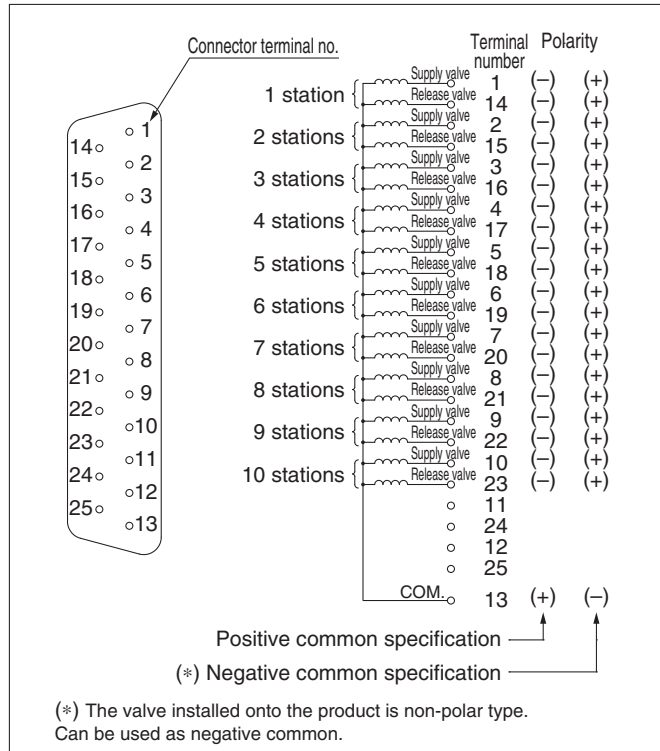 Connector terminal no.
Terminal number Polarity
1
14
2
15
3
16
4
17
5
18
6
19
7
20
8
21
9
22
10
23
11
24
12
25
13
1 station Supply valve 1 (−) (+)
Release valve 14 (−) (+)
2 stations Supply valve 2 (−) (+)
Release valve 15 (−) (+)
3 stations Supply valve 3 (−) (+)
Release valve 16 (−) (+)
4 stations Supply valve 4 (−) (+)
Release valve 17 (−) (+)
5 stations Supply valve 5 (−) (+)
Release valve 18 (−) (+)
6 stations Supply valve 6 (−) (+)
Release valve 19 (−) (+)
7 stations Supply valve 7 (−) (+)
Release valve 20 (−) (+)
8 stations Supply valve 8 (−) (+)
Release valve 21 (−) (+)
9 stations Supply valve 9 (−) (+)
Release valve 22 (−) (+)
10 stations Supply valve 10 (−) (+)
Release valve 23 (−) (+)
11
24
12
25
COM. 13 (+) (−)
Positive common specification
(*) Negative common specification
(*) The valve installed onto the product is non-polar type.
Can be used as negative common.